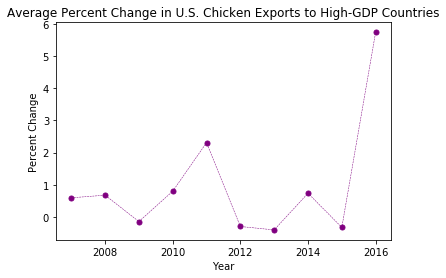 Average Percent Change in U.S. Chicken Exports to High-GDP Countries
6
5
4
3
2
1
0
Percent Change
2008 2010 2012 2014 2016
Year